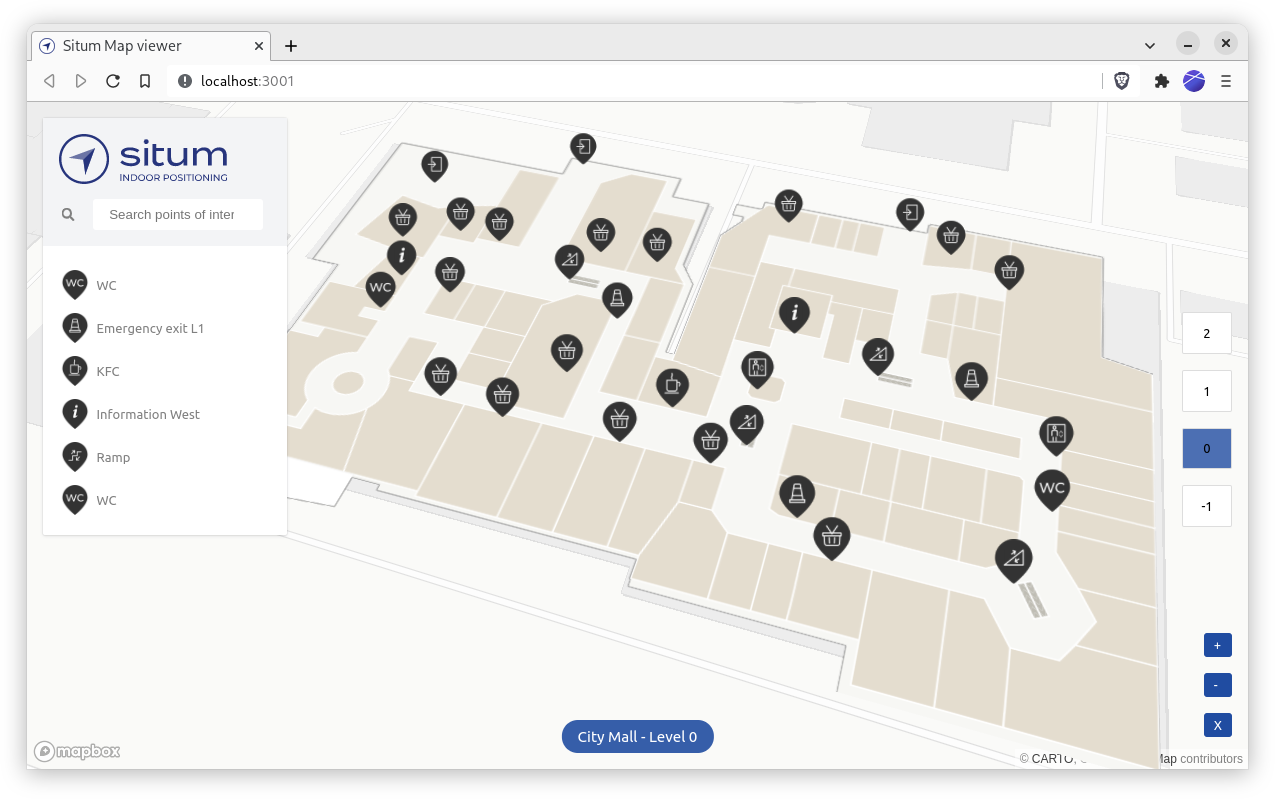 Situm Map viewer
localhost:3001
situm
INDOOR POSITIONING
Search points of inter
WC WC
Emergency exit L1
KFC
i Information West
Ramp
WC WC
i
WC
i
WC
2
1
0
-1
+
-
X
City Mall - Level 0
mapbox
© CARTO, Map contributors